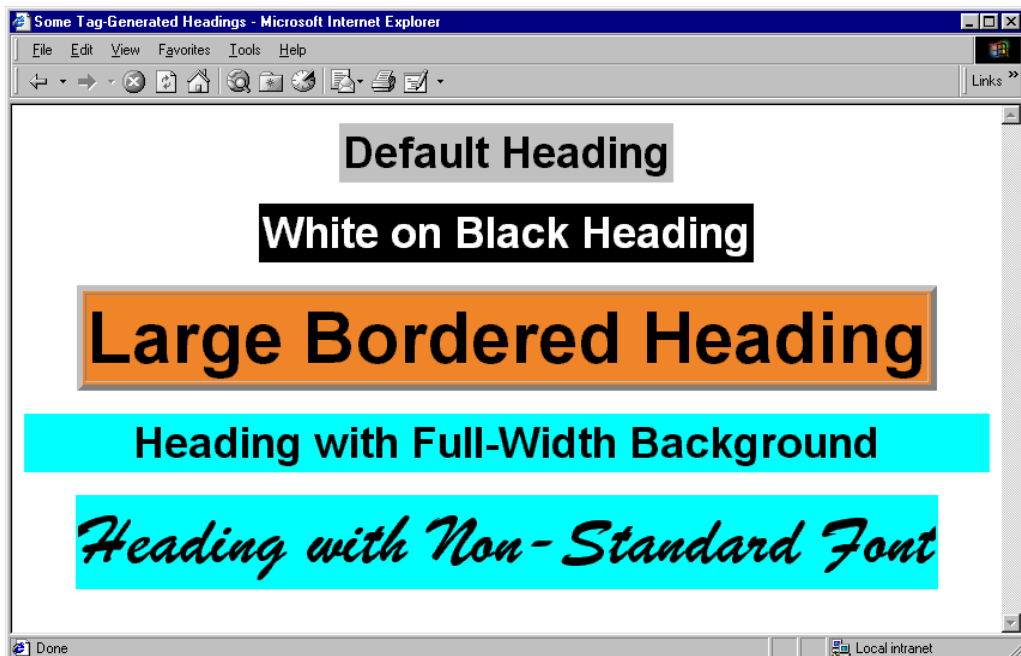 Some Tag-Generated Headings - Microsoft Internet Explorer
File Edit View Favorites Tools Help
Links »
Default Heading
White on Black Heading
Large Bordered Heading
Heading with Full-Width Background
Heading with Non-Standard Font
Done Local intranet